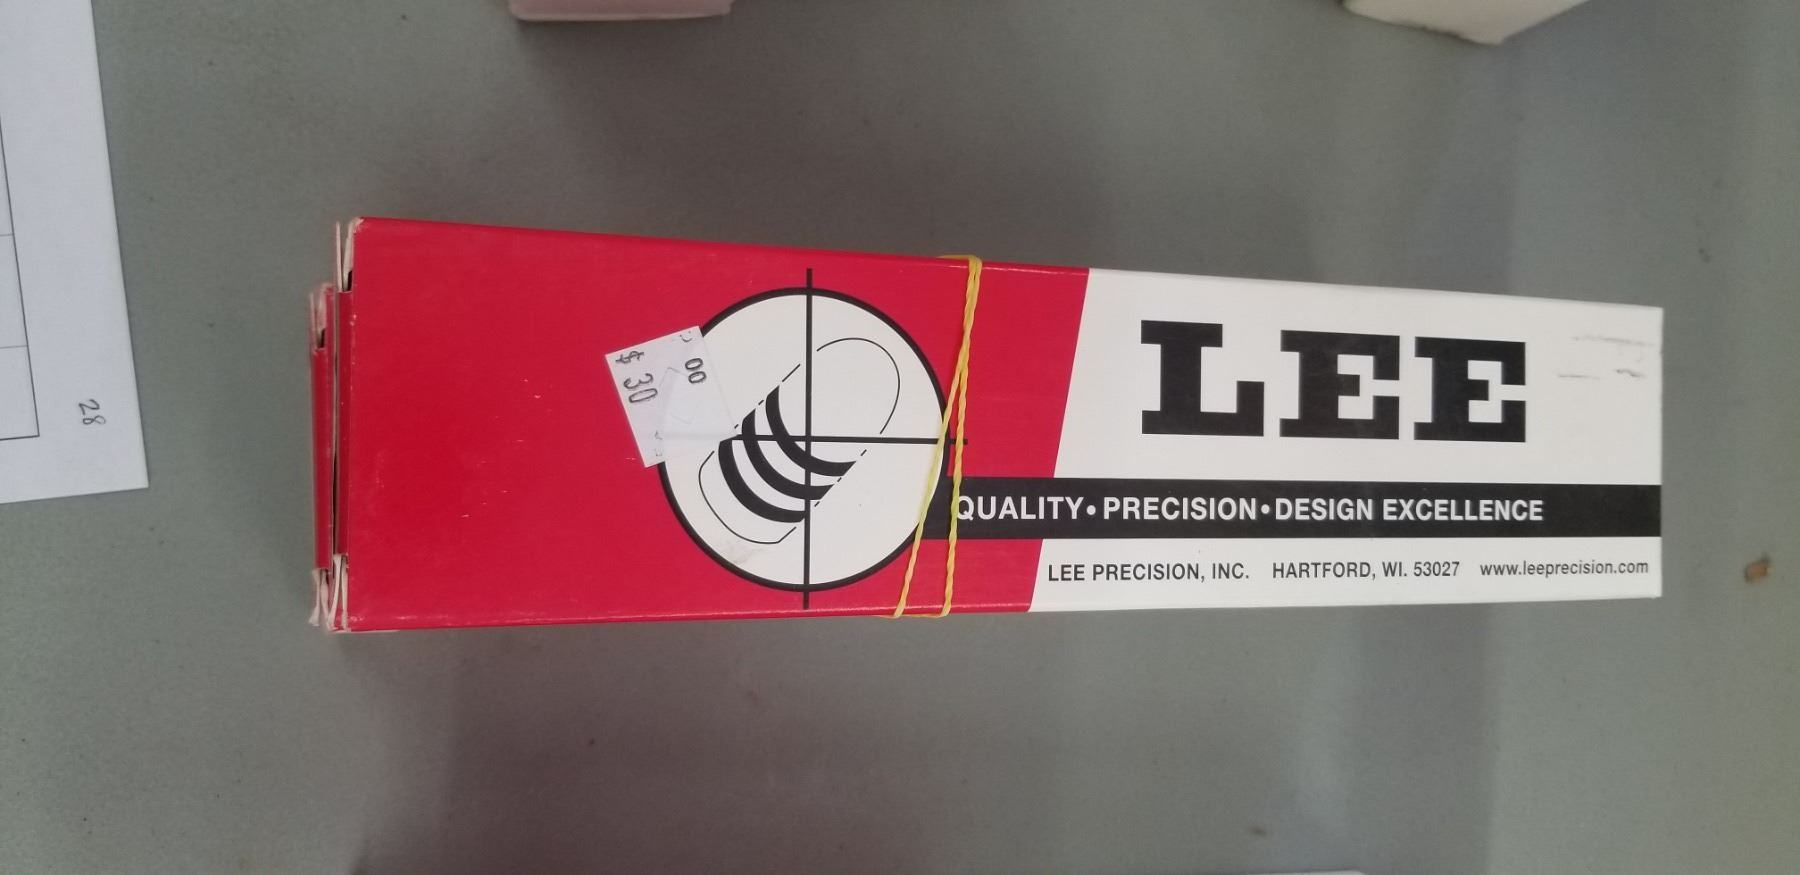 LEE
QUALITY•PRECISION•DESIGN EXCELLENCE
LEE PRECISION, INC. HARTFORD, WI. 53027 www.leeprecision.com
$ 30
00
28